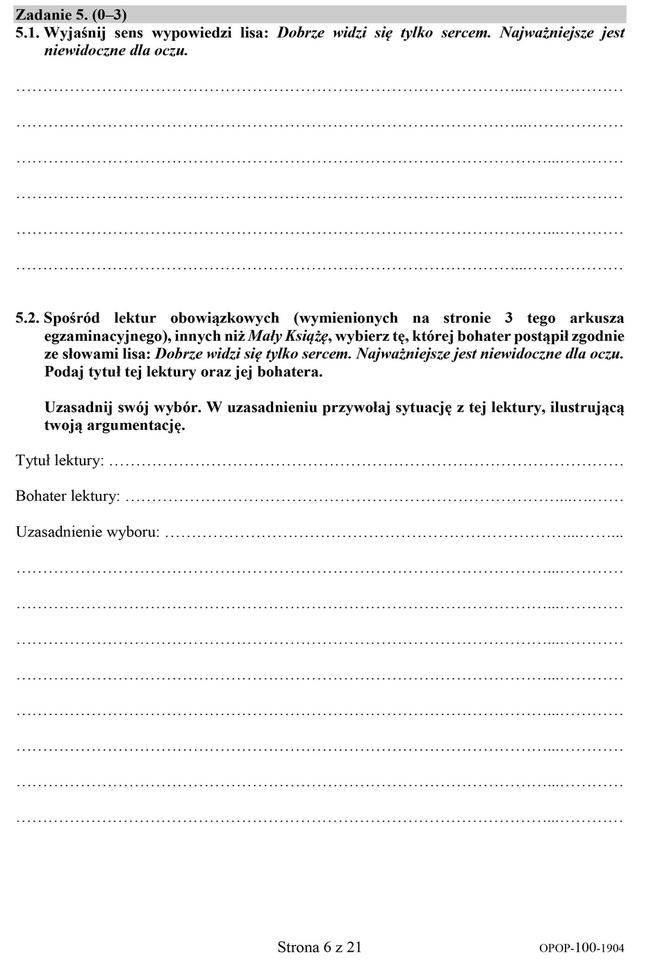 Zadanie 5. (0–3)
5.1. Wyjaśnij sens wypowiedzi lisa: Dobrze widzi się tylko sercem. Najważniejsze jest
niewidoczne dla oczu.
5.2. Spośród lektur obowiązkowych (wymienionych na stronie 3 tego arkusza
egzaminacyjnego), innych niż Mały Książę, wybierz tę, której bohater postąpił zgodnie
ze słowami lisa: Dobrze widzi się tylko sercem. Najważniejsze jest niewidoczne dla oczu.
Podaj tytuł tej lektury oraz jej bohatera.
Uzasadnij swój wybór. W uzasadnieniu przywołaj sytuację z tej lektury, ilustrującą
twoją argumentację.
Tytuł lektury:
Bohater lektury:
Uzasadnienie wyboru:
Strona 6 z 21
OPOP-100-1904